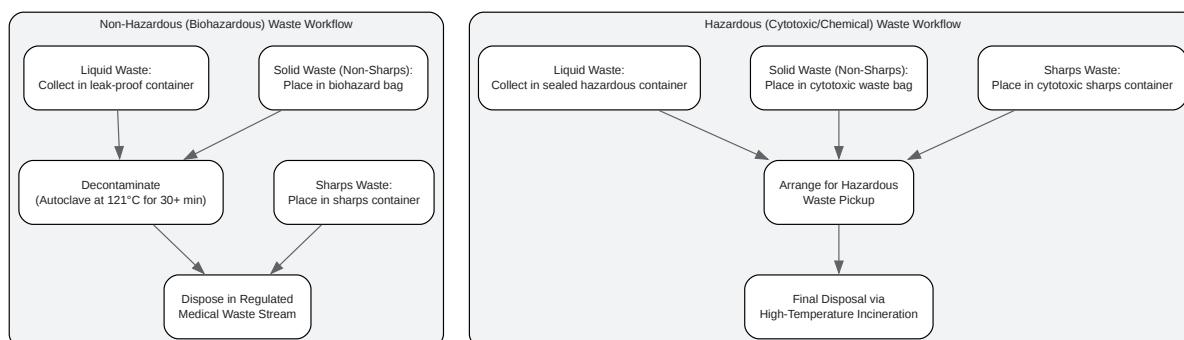 Non-Hazardous (Biohazardous) Waste Workflow
Liquid Waste:
Collect in leak-proof container
Solid Waste (Non-Sharps):
Place in biohazard bag
Decontaminate
(Autoclave at 121°C for 30+ min)
Sharps Waste:
Place in sharps container
Dispose in Regulated
Medical Waste Stream
Hazardous (Cytotoxic/Chemical) Waste Workflow
Liquid Waste:
Collect in sealed hazardous container
Solid Waste (Non-Sharps):
Place in cytotoxic waste bag
Sharps Waste:
Place in cytotoxic sharps container
Arrange for Hazardous
Waste Pickup
Final Disposal via
High-Temperature Incineration